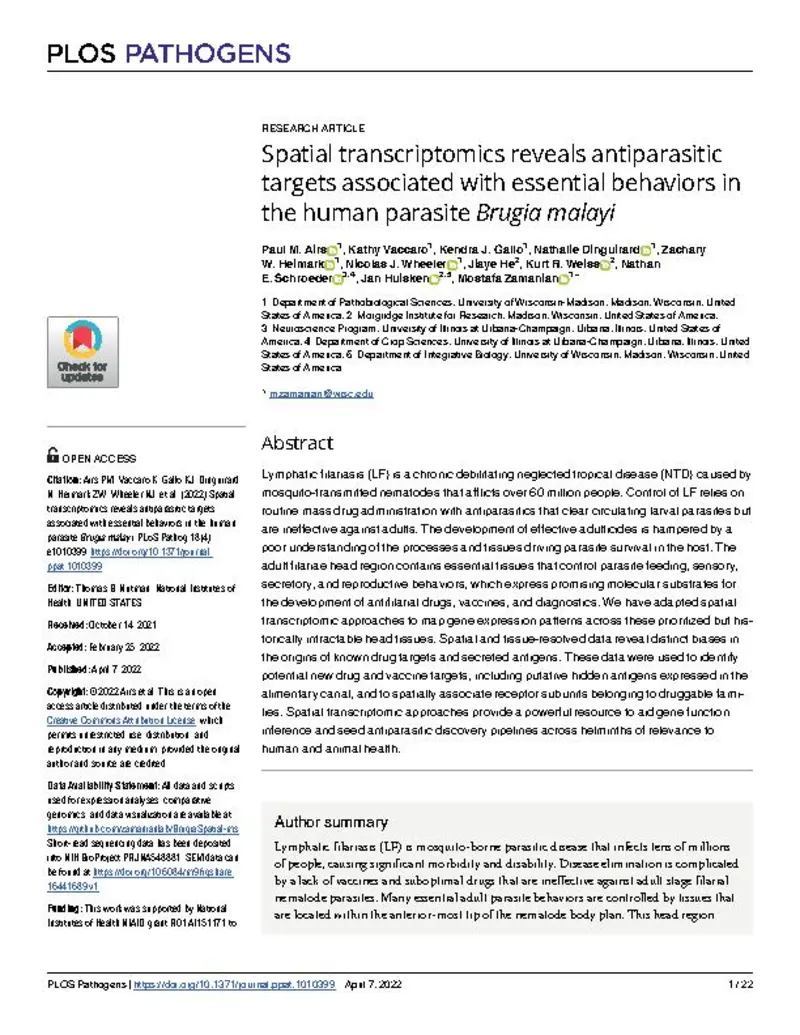 PLOS PATHOGENS
RESEARCH ARTICLE
Spatial transcriptomics reveals antiparasitic
targets associated with essential behaviors in
the human parasite Brugia malayi
Paul M. Airs 1, Kathy Vaccaro1, Kendra J. Gallo1, Nathalie Dinguirard 1, Zachary
W. Heimark 1, Nicolas J. Wheeler 1, Jiaye He2, Kurt R. Weiss 2, Nathan
E. Schroeder 3,4, Jan Huisken 2,5, Mostafa Zamanian 1*
1 Department of Pathobiological Sciences, University of Wisconsin-Madison, Madison, Wisconsin, United
States of America, 2 Morgridge Institute for Research, Madison, Wisconsin, United States of America,
3 Neuroscience Program, University of Illinois at Urbana-Champaign, Urbana, Illinois, United States of
America, 4 Department of Crop Sciences, University of Illinois at Urbana-Champaign, Urbana, Illinois, United
States of America, 5 Department of Integrative Biology, University of Wisconsin, Madison, Wisconsin, United
States of America
* mzamanian@wisc.edu
Abstract
Lymphatic filariasis (LF) is a chronic debilitating neglected tropical disease (NTD) caused by
mosquito-transmitted nematodes that afflicts over 60 million people. Control of LF relies on
routine mass drug administration with antiparasitics that clear circulating larval parasites but
are ineffective against adults. The development of effective adulticides is hampered by a
poor understanding of the processes and tissues driving parasite survival in the host. The
adult filariae head region contains essential tissues that control parasite feeding, sensory,
secretory, and reproductive behaviors, which express promising molecular substrates for
the development of antifilarial drugs, vaccines, and diagnostics. We have adapted spatial
transcriptomic approaches to map gene expression patterns across these prioritized but his-
torically intractable head tissues. Spatial and tissue-resolved data reveal distinct biases in
the origins of known drug targets and secreted antigens. These data were used to identify
potential new drug and vaccine targets, including putative hidden antigens expressed in the
alimentary canal, and to spatially associate receptor subunits belonging to druggable fami-
lies. Spatial transcriptomic approaches provide a powerful resource to aid gene function
inference and seed antiparasitic discovery pipelines across helminths of relevance to
human and animal health.
Author summary
Lymphatic filariasis (LF) is mosquito-borne parasitic disease that infects tens of millions
of people, causing significant morbidity and disability. Disease elimination is complicated
by a lack of vaccines and suboptimal drugs that are ineffective against adult stage filarial
nematode parasites. Many essential adult parasite behaviors are controlled by tissues that
are located within the anterior-most tip of the nematode body plan. This head region
Check for
updates
OPEN ACCESS
Citation: Airs PM, Vaccaro K, Gallo KJ, Dinguirard
N, Heimark ZW, Wheeler NJ, et al. (2022) Spatial
transcriptomics reveals antiparasitic targets
associated with essential behaviors in the human
parasite Brugia malayi. PLoS Pathog 18(4):
e1010399. https://doi.org/10.1371/journal.
ppat.1010399
Editor: Thomas B. Nutman, National Institutes of
Health, UNITED STATES
Received: October 14, 2021
Accepted: February 25, 2022
Published: April 7, 2022
Copyright: © 2022 Airs et al. This is an open
access article distributed under the terms of the
Creative Commons Attribution License, which
permits unrestricted use, distribution, and
reproduction in any medium, provided the original
author and source are credited.
Data Availability Statement: All data and scripts
used for expression analyses, comparative
genomics, and data visualization are available at
https://github.com/zamanianlab/BrugiaSpatial-ms.
Short-read sequencing data has been deposited
into NIH BioProject PRJNA548881. SEM data can
be found at https://doi.org/10.6084/m9.figshare.
16441689.v1.
Funding: This work was supported by National
Institutes of Health NIAID grant R01AI151171 to
PLOS Pathogens | https://doi.org/10.1371/journal.ppat.1010399 April 7, 2022
1 / 22